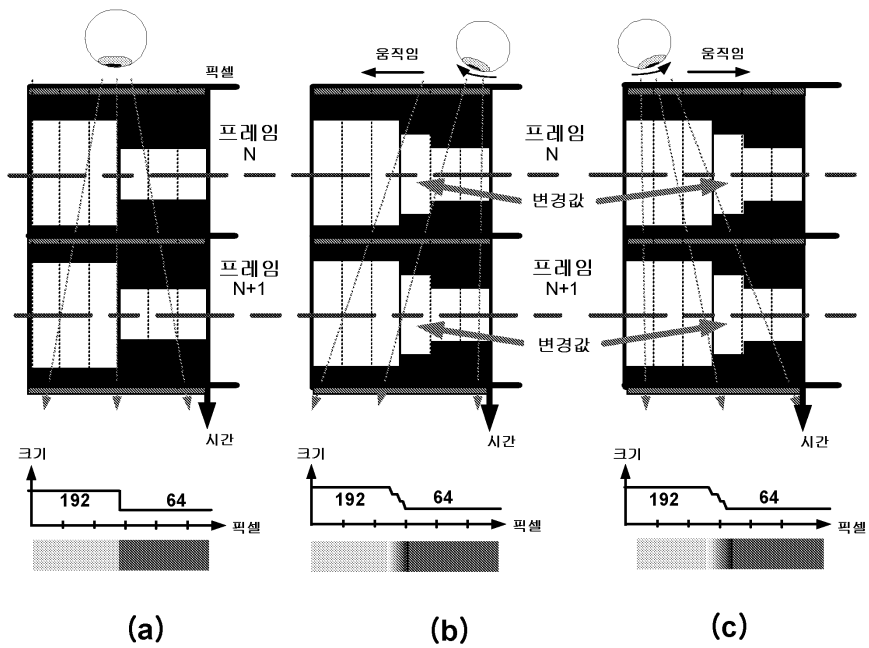 움직임
움직임
픽셀
프레임
N
프레임
N
변경값
프레임
N+1
프레임
N+1
변경값
시간
시간
시간
크기
192
64
픽셀
크기
192
64
픽셀
크기
192
64
픽셀
(a)
(b)
(c)